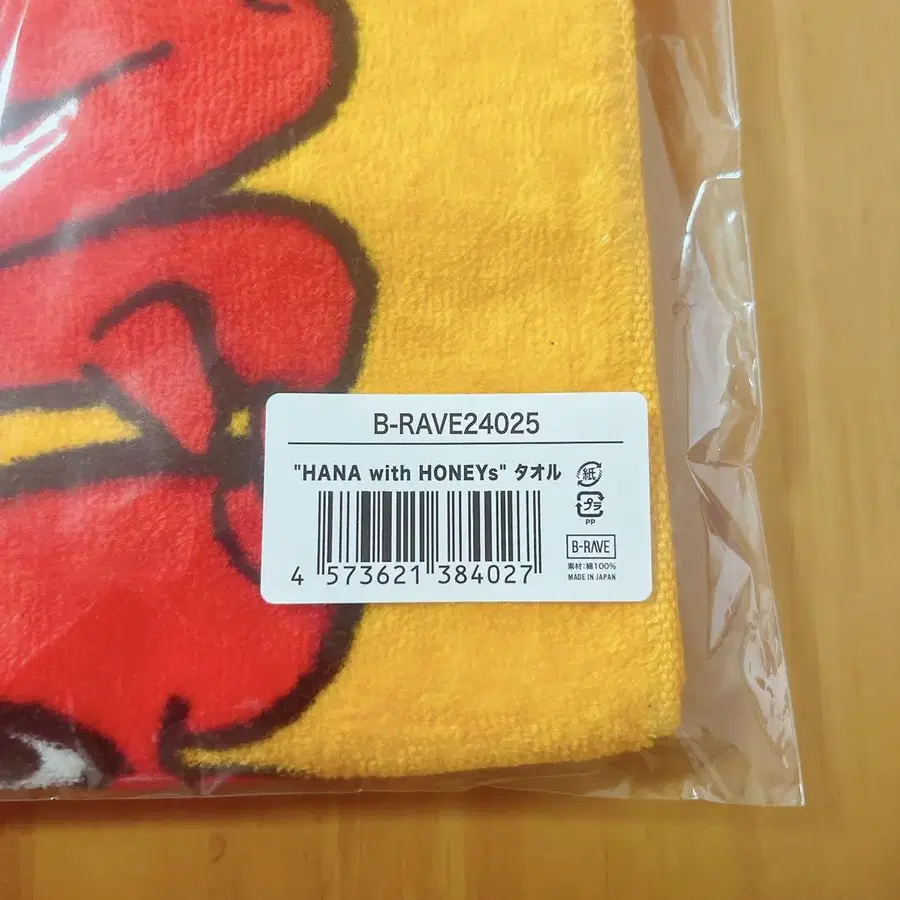 B-RAVE24025
"HANA with HONEYs" タオル
紙
プラ
PP
B-RAVE
素材:綿100%
MADE IN JAPAN
4 573621 384027